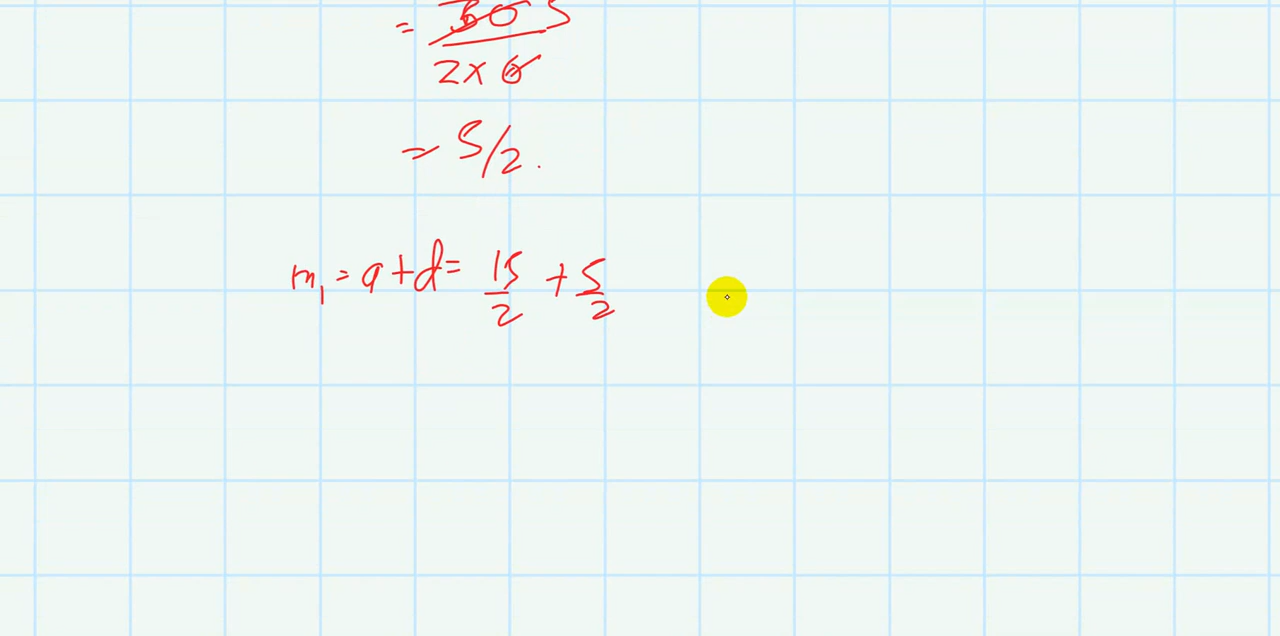 = 30 5
2 x 6
= 5/2.
m₁ = a + d = 15/2 + 5/2